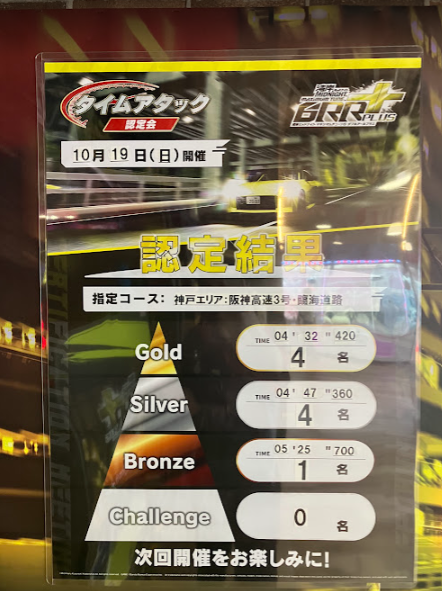 タイムアタック
認定会
湾岸 MIDNIGHT
6RR PLUS
10月19日(日)開催
認定結果
指定コース: 神戸エリア:阪神高速3号・臨海道路
Gold
TIME 04' 32 "420
4 名
Silver
TIME 04' 47 "360
4 名
Bronze
TIME 05' 25 "700
1 名
Challenge
0 名
次回開催をお楽しみに!